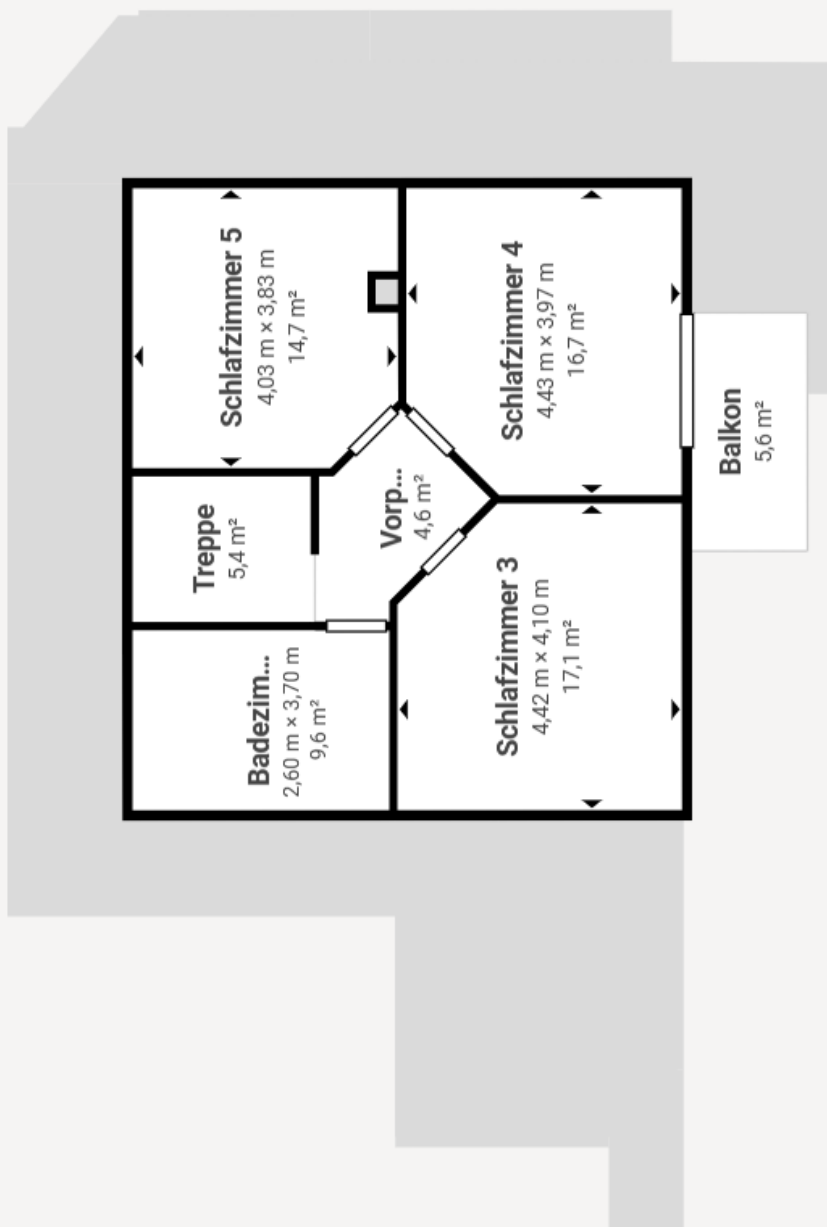 Schlafzimmer 5
4,03 m × 3,83 m
14,7 m²
Schlafzimmer 4
4,43 m × 3,97 m
16,7 m²
Balkon
5,6 m²
Treppe
5,4 m²
Vorp...
4,6 m²
Badezim...
2,60 m × 3,70 m
9,6 m²
Schlafzimmer 3
4,42 m × 4,10 m
17,1 m²